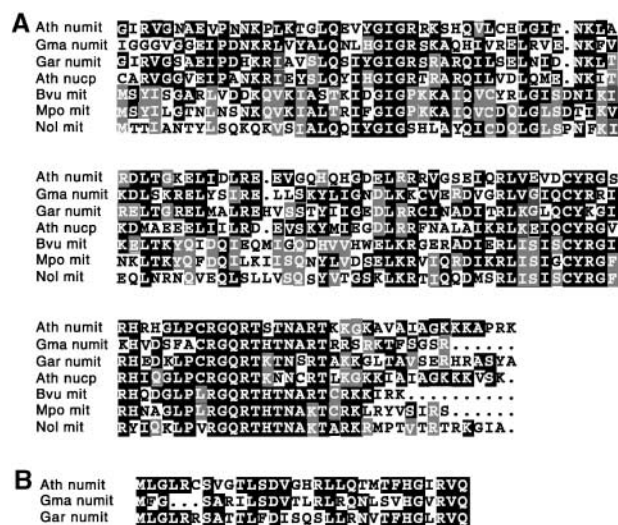 A
Ath numit GIRVGNAEVPNNKPLKTGLQEVYGIGRRKSHQVLCHLGIT.NKLA
Gma numit IGGGVGGEIPDNKRLVYALQNLHGIGRSKAQHIVRELRVE.NKFV
Gar numit GIRVGSAEIPDHKRIAVSLQSIYGIGRSRARQILSELNID.NKLT
Ath nucp CARVGGVEIPANKRIEYSLQYIHGIGRTRARQILVDLQME.NKIT
Bvu mit MSYISGARLVDDKQVKIASTKIDGIGPKKAIQVCYRLGISDNIKI
Mpo mit MSYILGTNLNSNKQVKIALTRIFGIGPKKAIQVCDQLGLSDTIKV
Nol mit MTTIANTYLSQKQKVSIALQQIYGIGSHLAYQICDQLGLSPNFKI
Ath numit RDLTGKELIDLRE.EVGQHQHGDELRRRVGSEIQRLVEVDCYRGS
Gma numit KDLSKRELYSIRE.LLSKYLIGNDLKKCVERDVGRLVGIQCYRRI
Gar numit RELTGRELMALREHVSSTYIIGEDLRRCINADITRLKGLQCYKGI
Ath nucp KDMAEEELIILRD.EVSKYMIEGDLRRFNALAIKRLKEIQCYRGV
Bvu mit KELTKYQIDQIEQMIGQDHVVHWELKRGERADIERLISISCYRGI
Mpo mit NKLTKYQFDQILKIISQNYLVDSELKRVIQRDIKRLISIGCYRGF
Nol mit EQLNRNQVEQLSLLVSQSYVTGSKLKRTIQQDMSRLISISCYRGF
Ath numit RHRHGLPCRGQRTSTNARTKKGKAVAIAGKKKAPRK
Gma numit KHVDSFACRGQRTHTNARTRRSRKTFSGSR......
Gar numit RHEDKLPCRGQRTKTNSRTAKKGLTAVSERHRASYA
Ath nucp RHIQGLPCRGQRTKNNCRTLKGKKIAIAGKKKVSK.
Bvu mit RHQDGLPLRGQRTHTNARTCRKKIRK..........
Mpo mit RHNAGLPLRGQRTHTNAKTCRKLRYVSIRS......
Nol mit RYIQKLPVRGQRTHTNAKTARKRMPTVTRTRKGIA.
B
Ath numit MLGLRCSVGTLSDVGHRLLQTMTFHGIRVQ
Gma numit MFG...SARILSDVTLRLRQNLSVHGVRVQ
Gar numit MLGLRRSATTLFDISQSLLRNVTFHGLRVQ